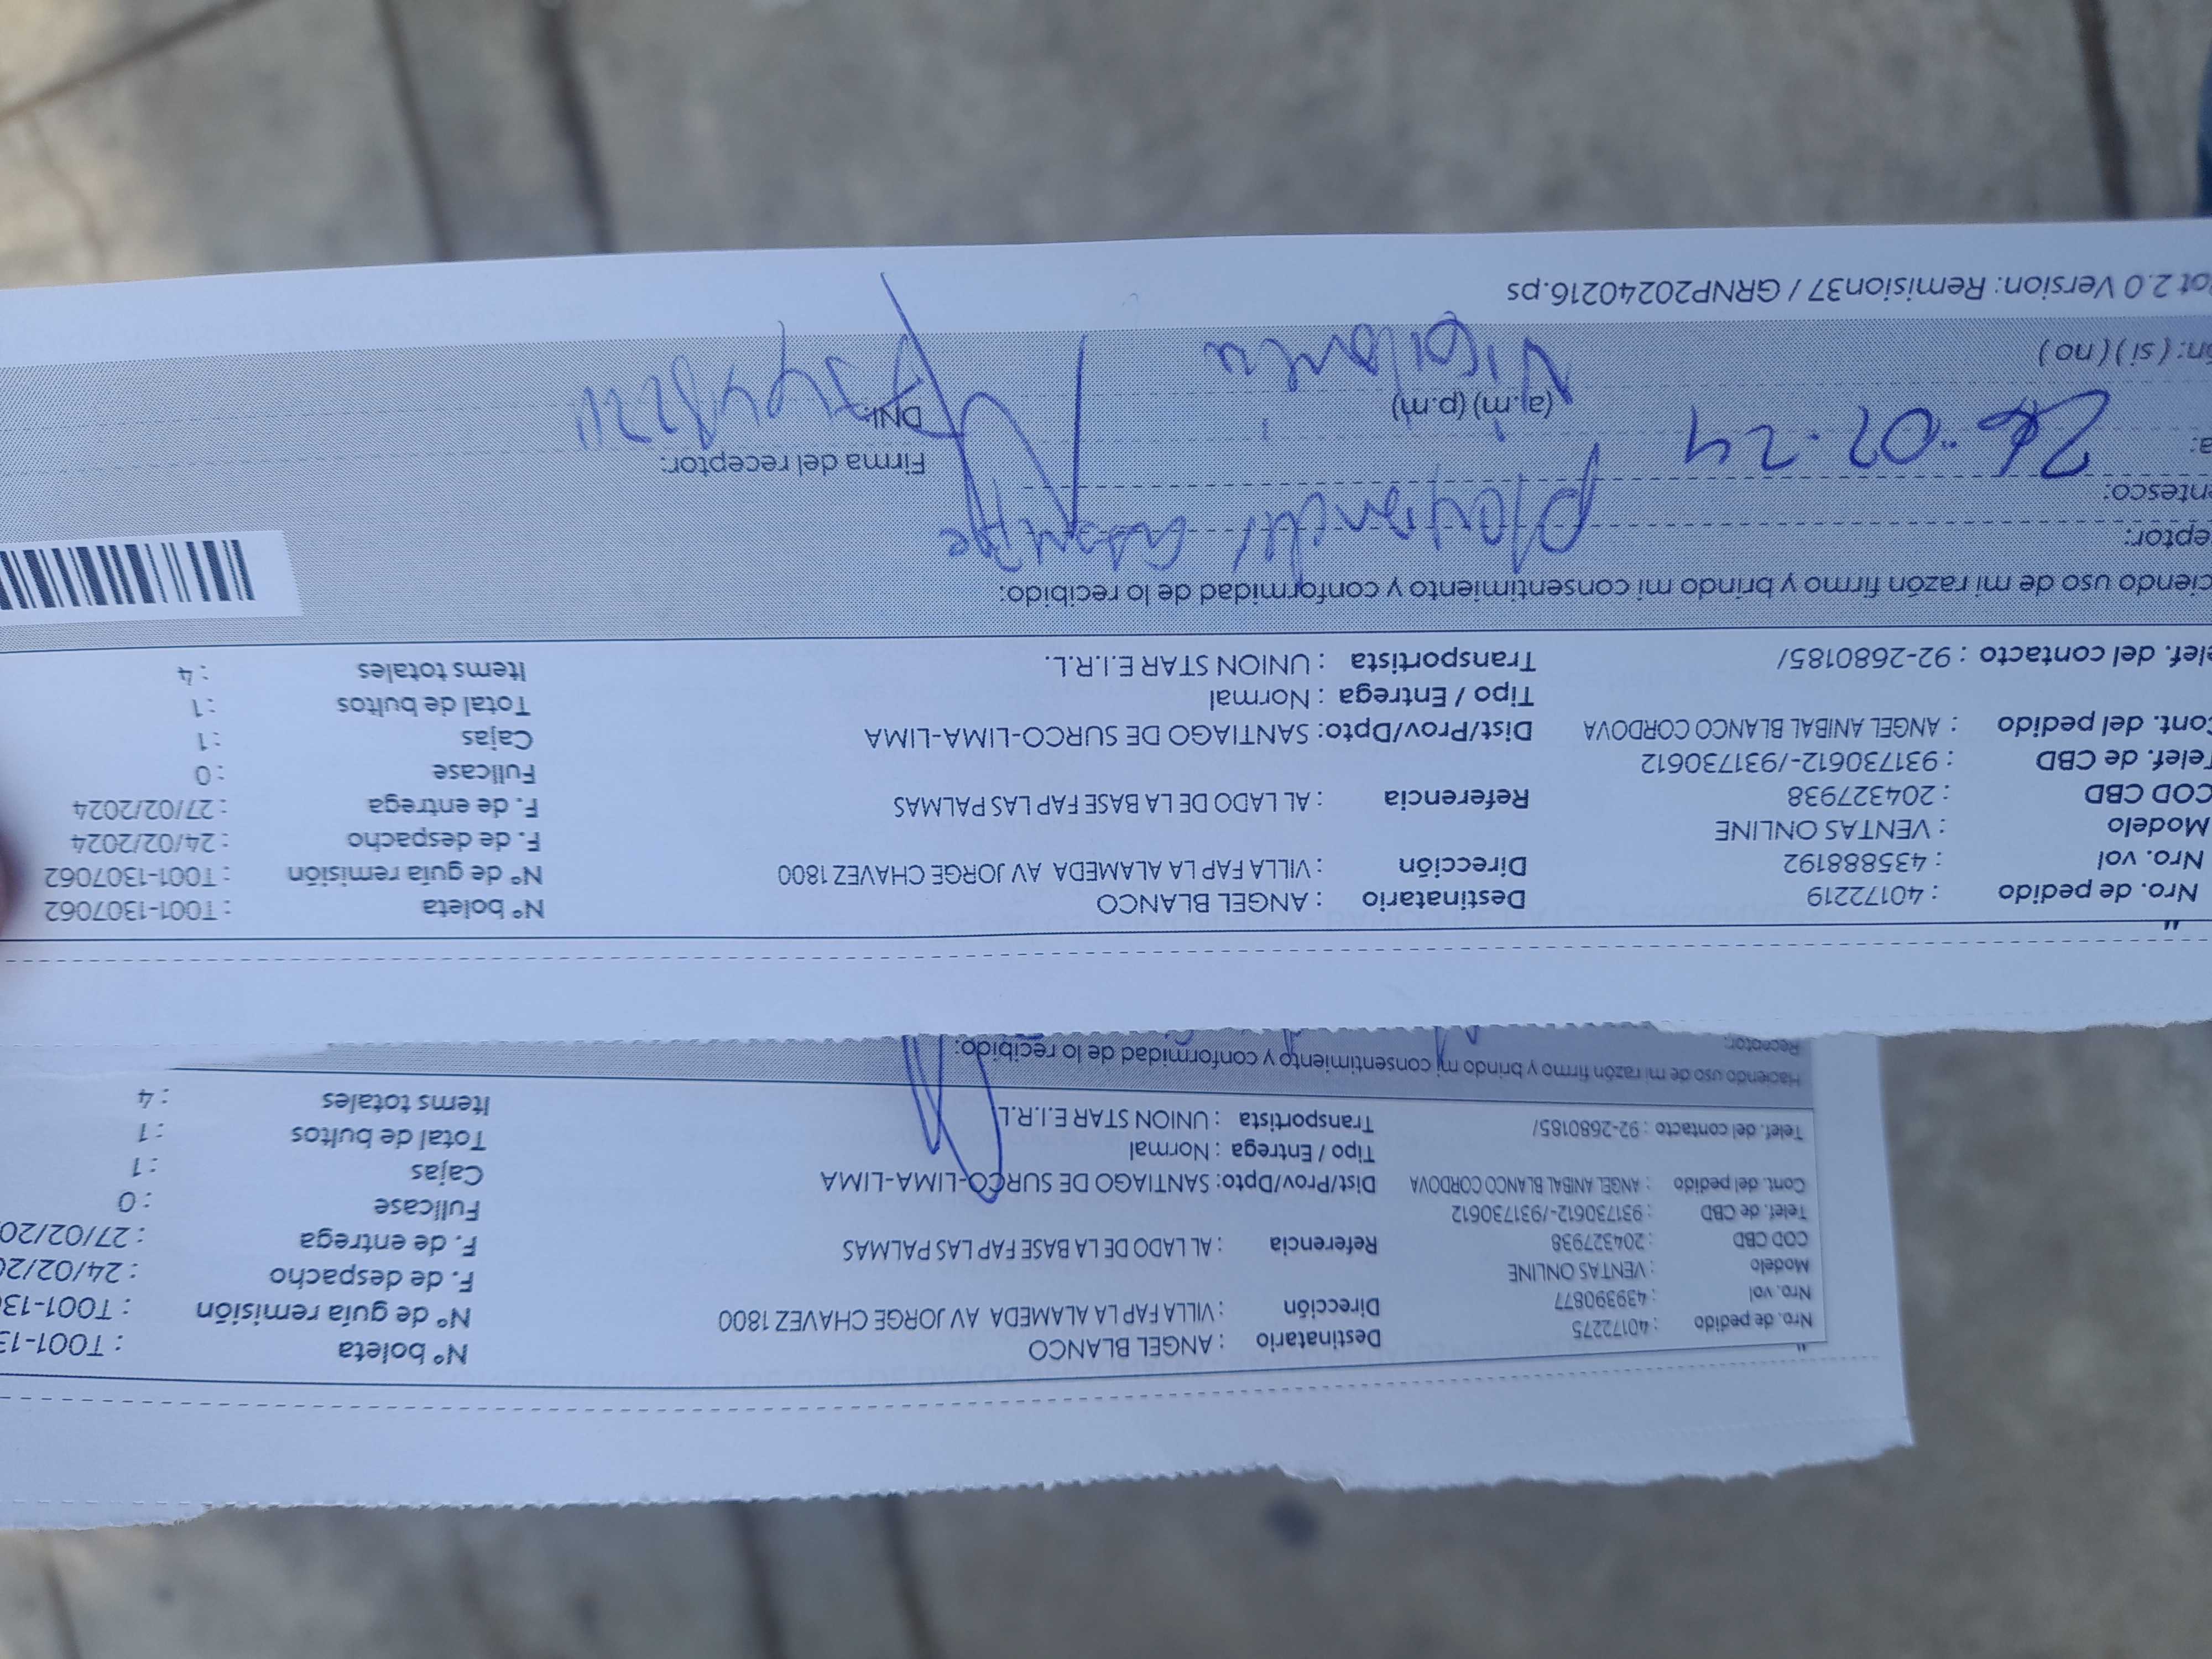 Nro. de pedido : 40172275
Nro. vol : 439390877
Modelo : VENTAS ONLINE
COD CBD : 204327938
Telef. de CBD : 931730612-/931730612
Cont. del pedido : ANGEL ANIBAL BLANCO CORDOVA
Telef. del contacto : 92-2680185/
Destinatario : ANGEL BLANCO
Dirección : VILLA FAP LA ALAMEDA AV JORGE CHAVEZ 1800
Referencia : AL LADO DE LA BASE FAP LAS PALMAS
Dist/Prov/Dpto: SANTIAGO DE SURCO-LIMA-LIMA
Tipo / Entrega : Normal
Transportista : UNION STAR E.I.R.L.
Nº boleta : T001-13
Nº de guía remisión : T001-130
F. de despacho : 24/02/20
F. de entrega : 27/02/20
Fullcase : 0
Cajas : 1
Total de bultos : 1
Items totales : 4
Haciendo uso de mi razón firmo y brindo mi consentimiento y conformidad de lo recibido:
Receptor:
Nro. de pedido : 40172219
Nro. vol : 43588192
Modelo : VENTAS ONLINE
COD CBD : 204327938
Telef. de CBD : 931730612-/931730612
Cont. del pedido : ANGEL ANIBAL BLANCO CORDOVA
elef. del contacto : 92-2680185/
Destinatario : ANGEL BLANCO
Dirección : VILLA FAP LA ALAMEDA AV JORGE CHAVEZ 1800
Referencia : AL LADO DE LA BASE FAP LAS PALMAS
Dist/Prov/Dpto: SANTIAGO DE SURCO-LIMA-LIMA
Tipo / Entrega : Normal
Transportista : UNION STAR E.I.R.L.
Nº boleta : T001-1307062
Nº de guía remisión : T001-1307062
F. de despacho : 24/02/2024
F. de entrega : 27/02/2024
Fullcase : 0
Cajas : 1
Total de bultos : 1
Items totales : 4
ciendo uso de mi razón firmo y brindo mi consentimiento y conformidad de lo recibido:
eptor:
ntesco:
a: 26-02-24 (a.m) (p.m)
Firma del receptor:
DNI:
ón: ( si ) ( no )
ot 2.0 Version: Remision37 / GRNP20240216.ps